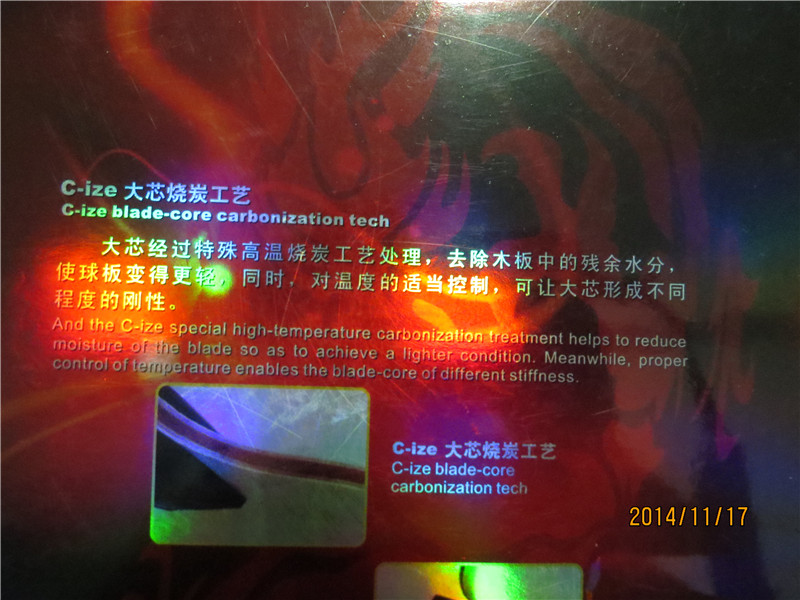 C-ize 大芯烧炭工艺
C-ize blade-core carbonization tech
大芯经过特殊高温烧炭工艺处理，去除木板中的残余水分，
使球板变得更轻，同时，对温度的适当控制，可让大芯形成不同
程度的刚性。
And the C-ize special high-temperature carbonization treatment helps to reduce
moisture of the blade so as to achieve a lighter condition. Meanwhile, proper
control of temperature enables the blade-core of different stiffness.
C-ize 大芯烧炭工艺
C-ize blade-core
carbonization tech
2014/11/17